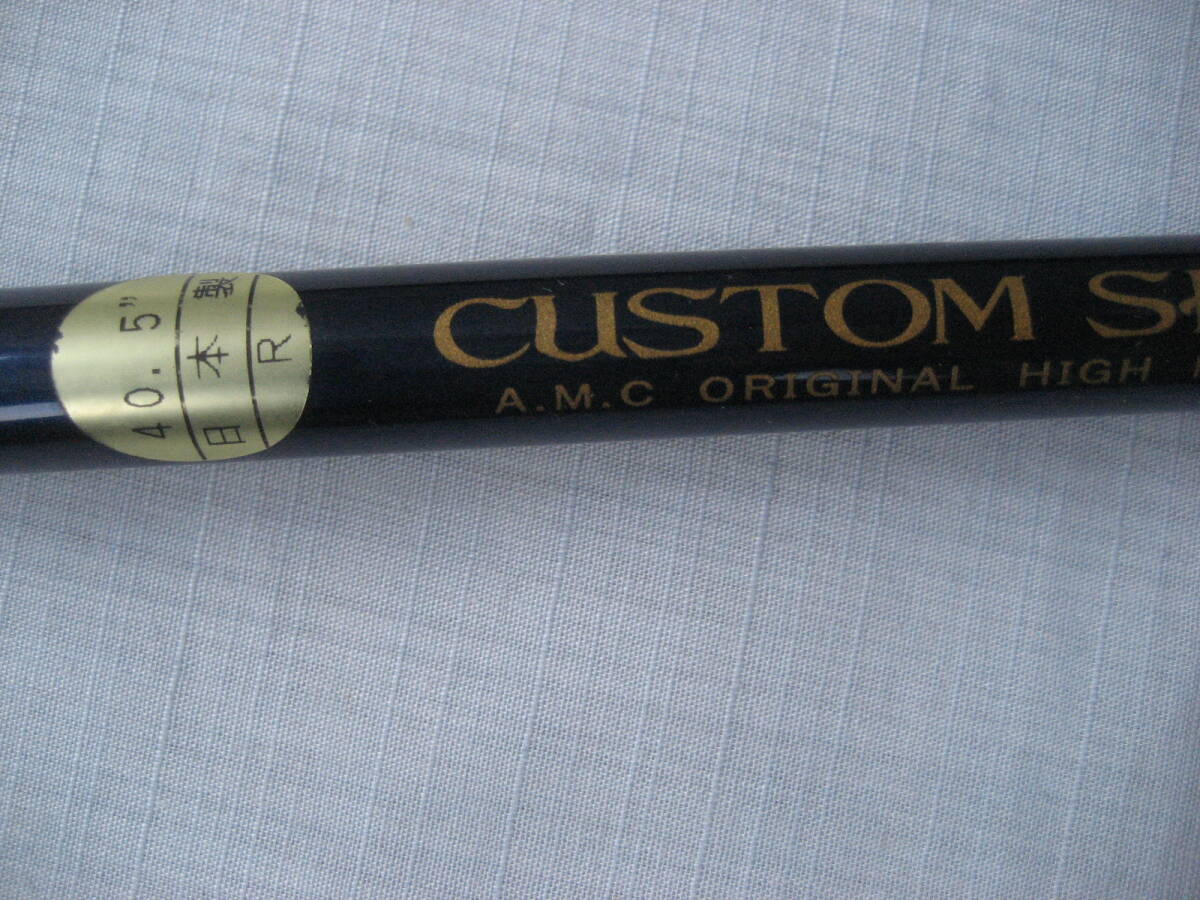 40.5"
日本製
R
CUSTOM
A.M.C ORIGINAL HIGH